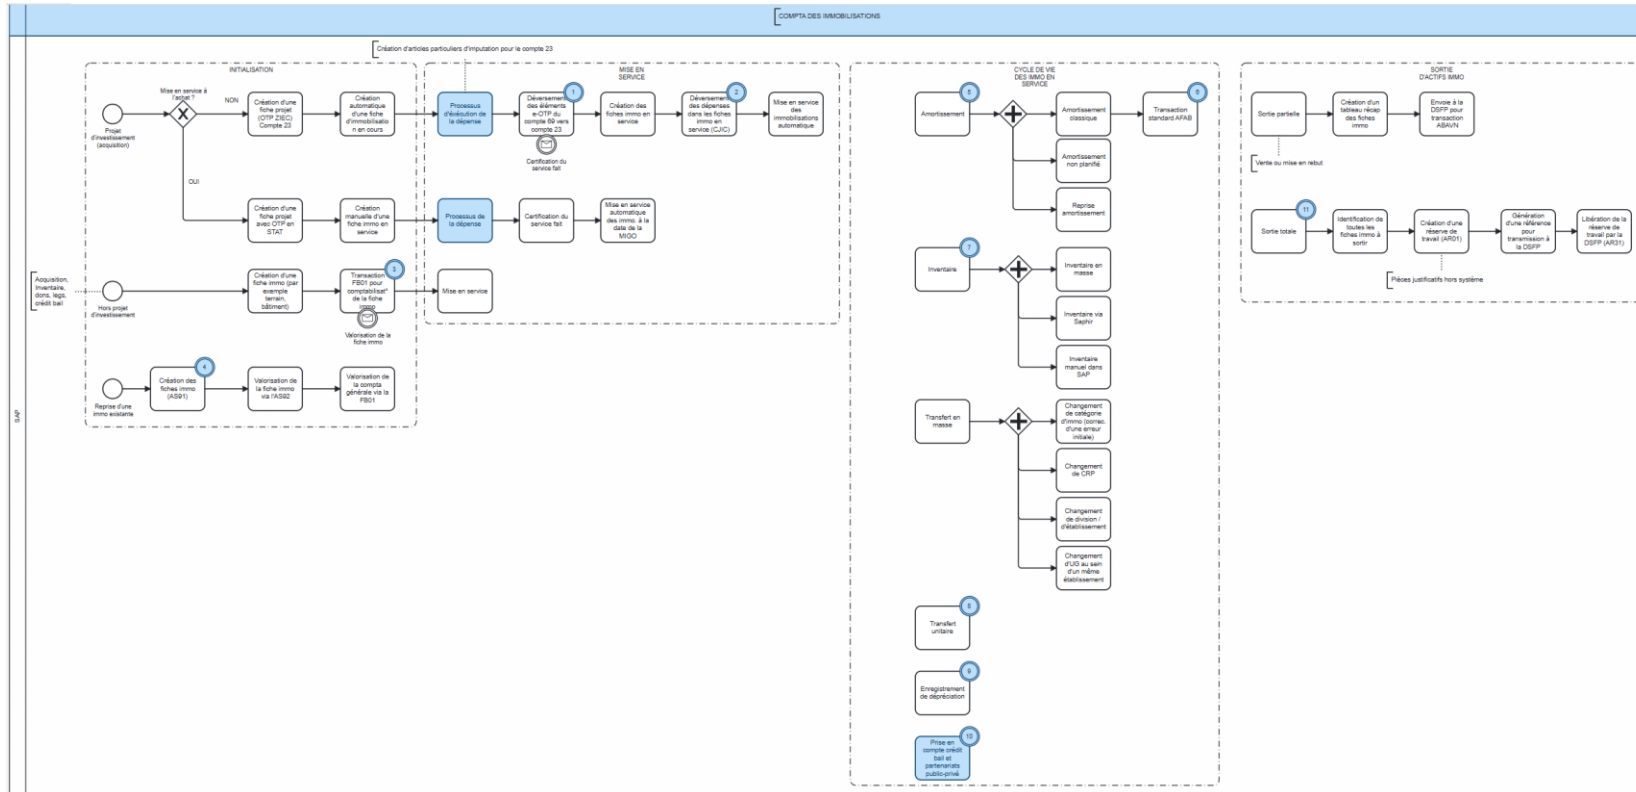 COMPTA DES IMMOBILISATIONS
SAP
Création d'articles particuliers d'imputation pour le compte 23
INITIALISATION
Mise en service à
l'achat ?
NON
OUI
Projet
d'investissement
(acquisition)
Création d'une
fiche projet
(OTP ZIEC)
Compte 23
Création
automatique
d'une fiche
d'immobilisatio
n en cours
Création d'une
fiche projet
avec OTP en
STAT
Création
manuelle d'une
fiche immo en
service
Acquisition,
Inventaire,
dons, legs,
crédit bail
Hors projet
d'investissement
Création d'une
fiche immo (par
exemple
terrain,
bâtiment)
3
Transaction
FB01 pour
comptabilisat°
de la fiche
immo
Valorisation de la
fiche immo
Reprise d'une
immo existante
4
Création des
fiches immo
(AS91)
Valorisation de
la fiche immo
via l'AS92
Valorisation de
la compta
générale via la
FB01
MISE EN
SERVICE
Processus
d'éxécution de
la dépense
1
Déversement
des éléments
e-OTP du
compte 69 vers
compte 23
Certification du
service fait
Création des
fiches immo en
service
2
Déversement
des dépenses
dans les fiches
immo en
service (CJIC)
Mise en service
des
immobilisations
automatique
Processus de
la dépense
Certification du
service fait
Mise en service
automatique
des immo. à la
date de la
MIGO
Mise en service
CYCLE DE VIE
DES IMMO EN
SERVICE
5
Amortissement
Amortissement
classique
6
Transaction
standard AFAB
Amortissement
non planifié
Reprise
amortissement
7
Inventaire
Inventaire en
masse
Inventaire via
Saphir
Inventaire
manuel dans
SAP
Transfert en
masse
Changement
de catégorie
d'immo (correc.
d'une erreur
initiale)
Changement
de CRP
Changement
de division /
d'établissement
Changement
d'UG au sein
d'un même
établissement
8
Transfert
unitaire
9
Enregistrement
de dépréciation
10
Prise en
compte crédit
bail et
partenariats
public-privé
SORTIE
D'ACTIFS IMMO
Sortie partielle
Création d'un
tableau récap
des fiches
immo
Envoie à la
DSFP pour
transaction
ABAVN
Vente ou mise en rebut
11
Sortie totale
Identification de
toutes les
fiches immo à
sortir
Création d'une
réserve de
travail (AR01)
Génération
d'une référence
pour
transmission à
la DSFP
Libération de la
réserve de
travail par la
DSFP (AR31)
Pièces justificatifs hors système